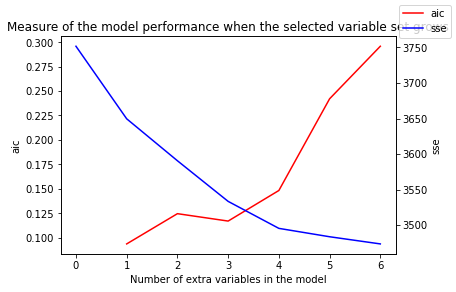 Measure of the model performance when the selected variable set grows
aic
sse
0.300
0.275
0.250
0.225
0.200
0.175
0.150
0.125
0.100
aic
3750
3700
3650
3600
3550
3500
sse
0 1 2 3 4 5 6
Number of extra variables in the model